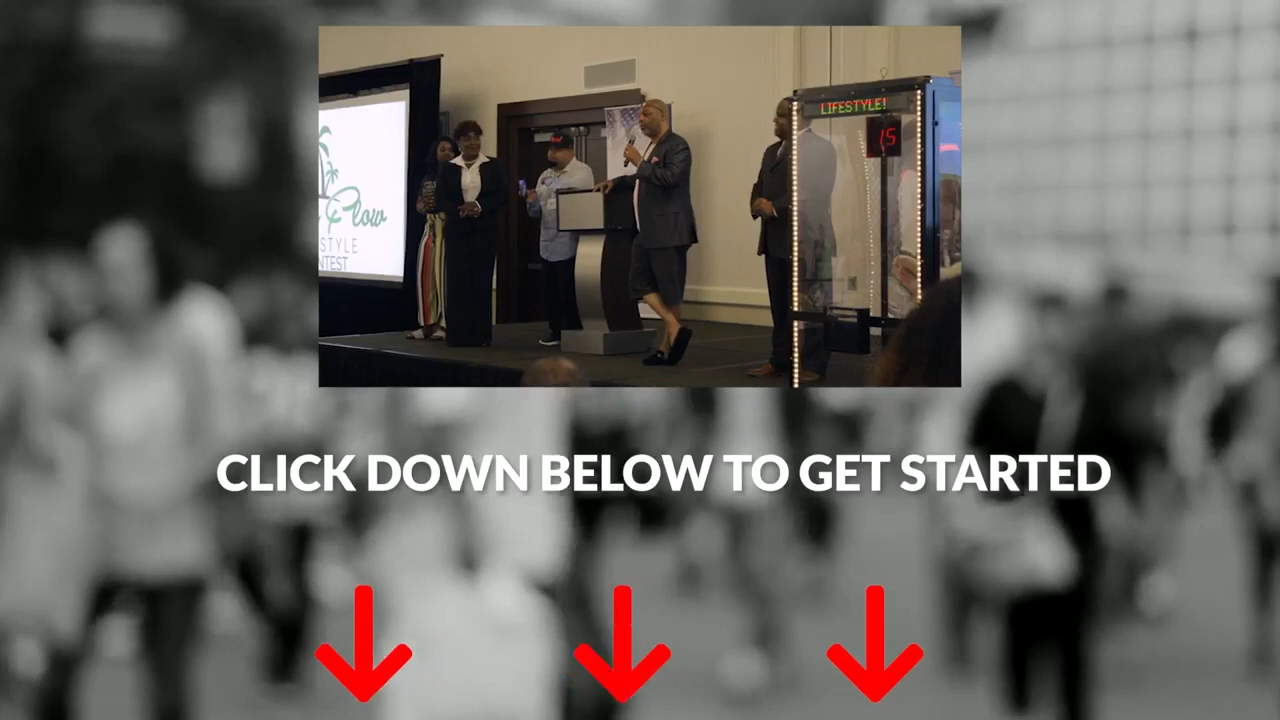 LIFESTYLE!
15
Flow
STYLE
NTEST
CLICK DOWN BELOW TO GET STARTED